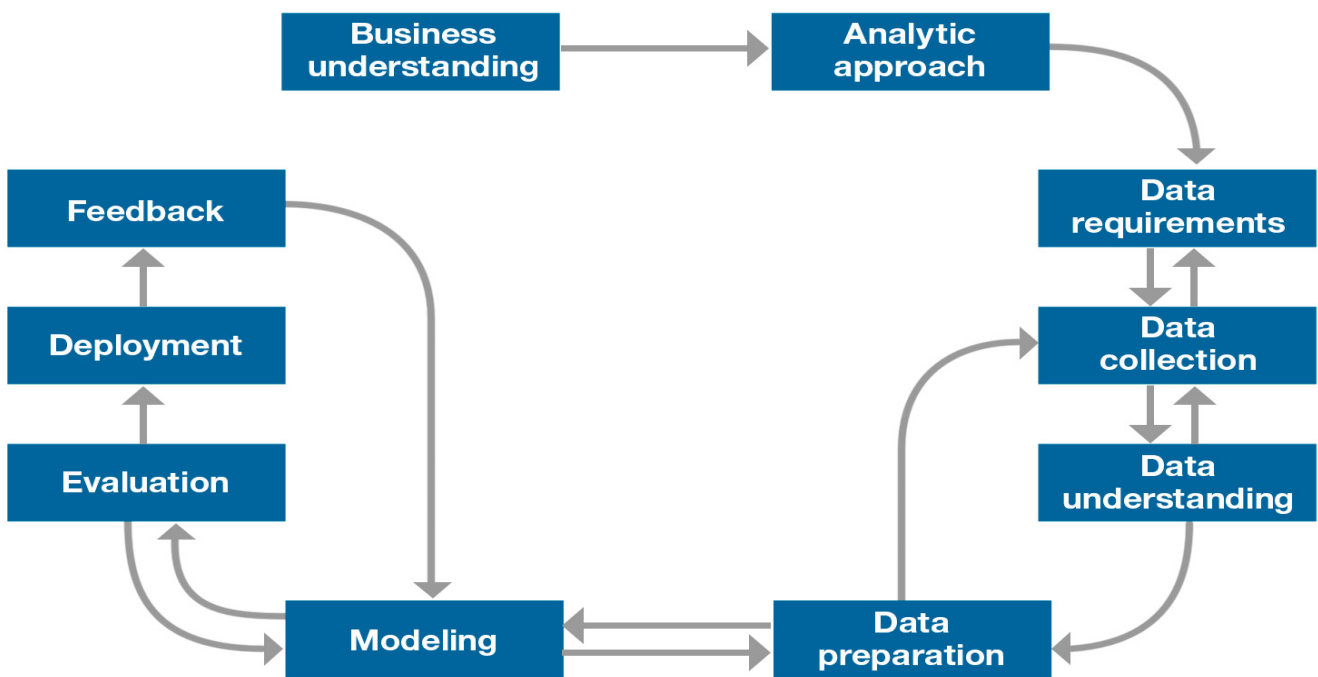 Business
understanding
Analytic
approach
Feedback
Data
requirements
Deployment
Data
collection
Evaluation
Data
understanding
Modeling
Data
preparation